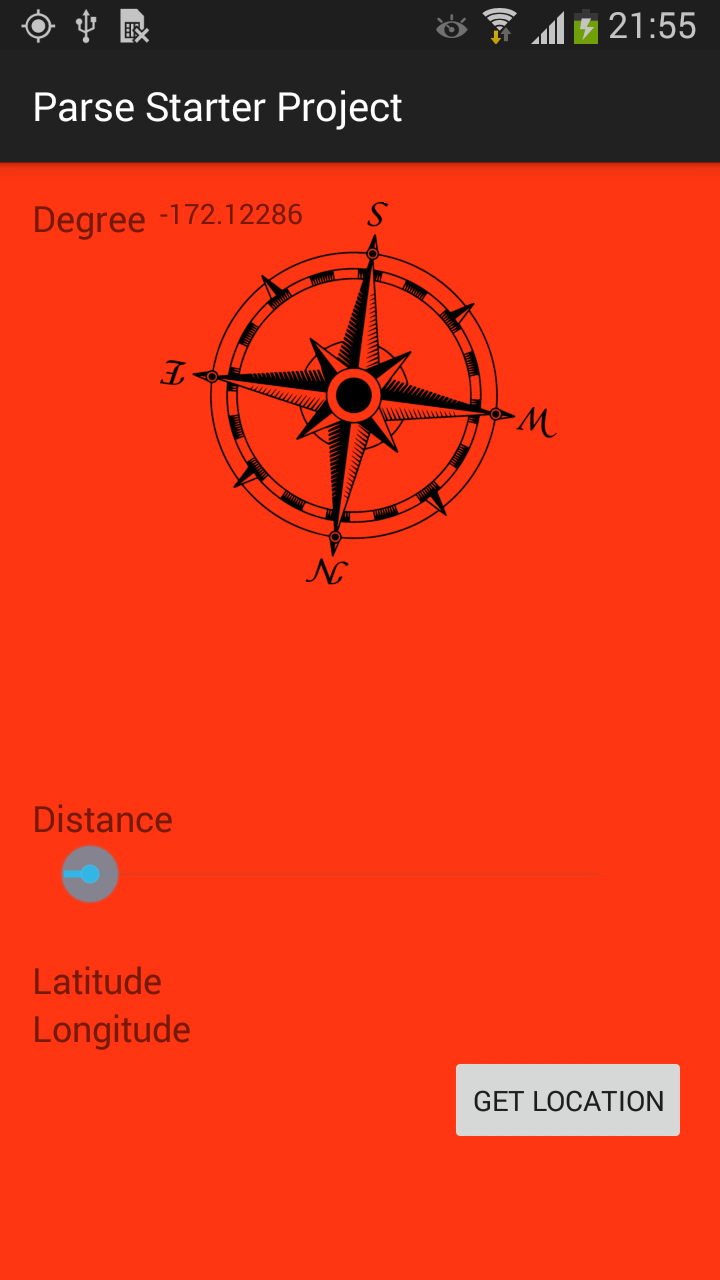 21:55
Parse Starter Project
Degree -172.12286
S
E
W
N
Distance
Latitude
Longitude
GET LOCATION